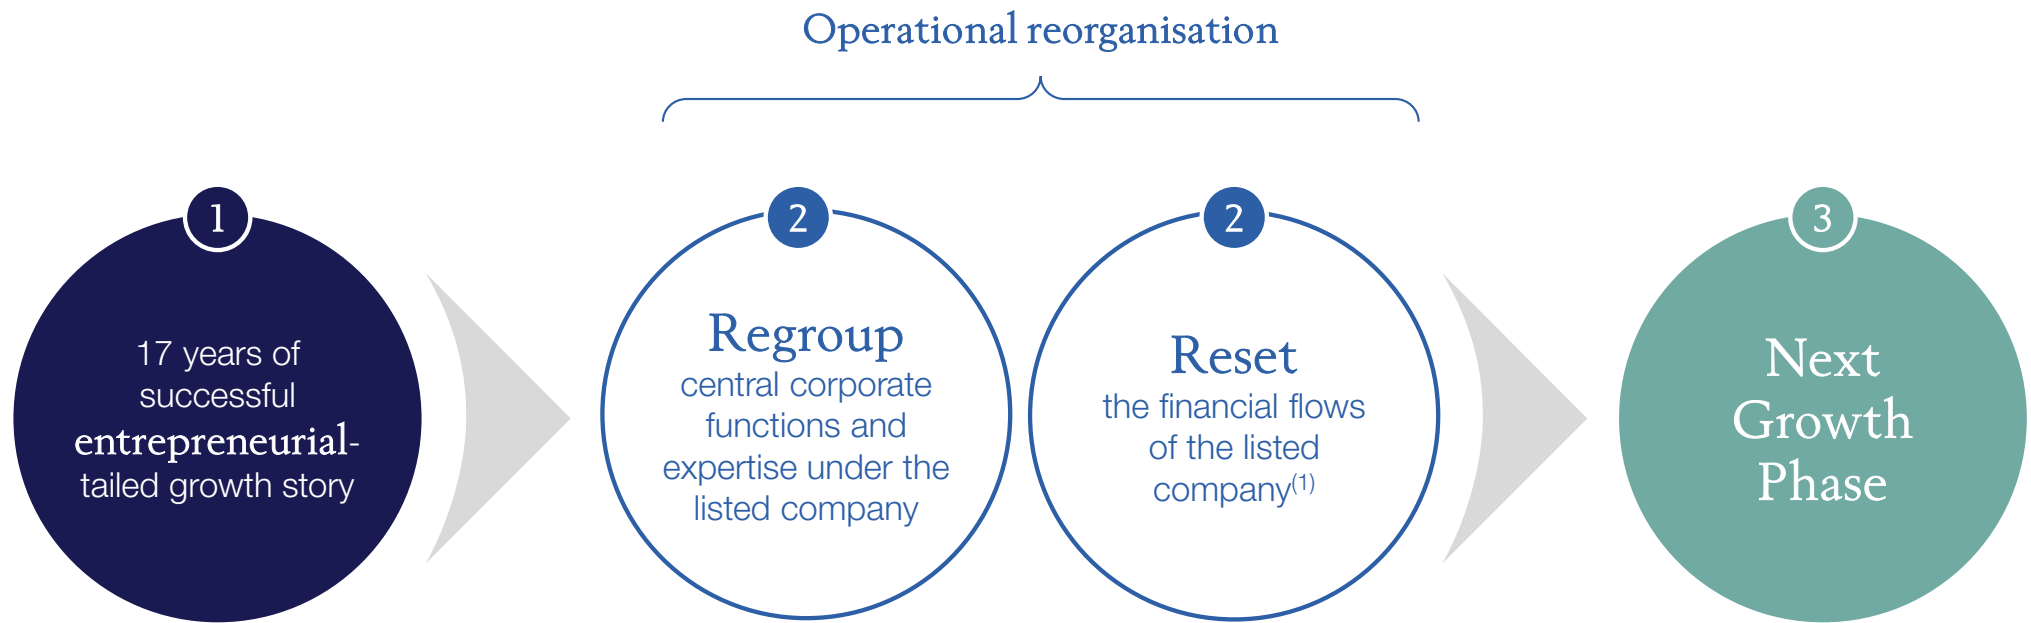 Operational reorganisation
1
17 years of
successful
entrepreneurial-
tailed growth story
2
Regroup
central corporate
functions and
expertise under the
listed company
2
Reset
the financial flows
of the listed
company(1)
3
Next
Growth
Phase